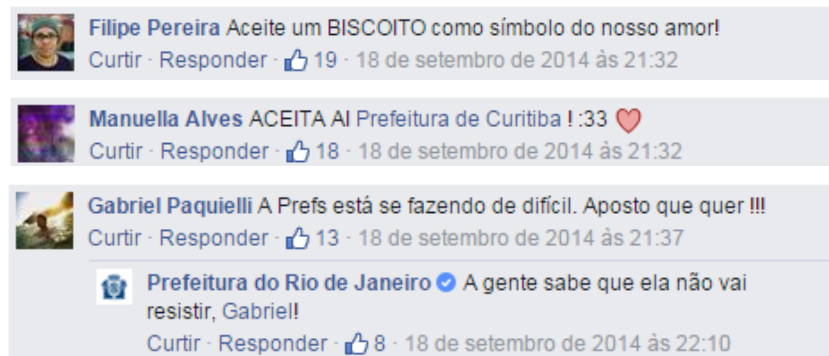 Filipe Pereira Aceite um BISCOITO como símbolo do nosso amor!
Curtir · Responder · 19 · 18 de setembro de 2014 às 21:32
Manuella Alves ACEITA AI Prefeitura de Curitiba ! :33
Curtir · Responder · 18 · 18 de setembro de 2014 às 21:32
Gabriel Paquielli A Prefs está se fazendo de difícil. Aposto que quer !!!
Curtir · Responder · 13 · 18 de setembro de 2014 às 21:37
Prefeitura do Rio de Janeiro A gente sabe que ela não vai
resistir, Gabriel!
Curtir · Responder · 8 · 18 de setembro de 2014 às 22:10